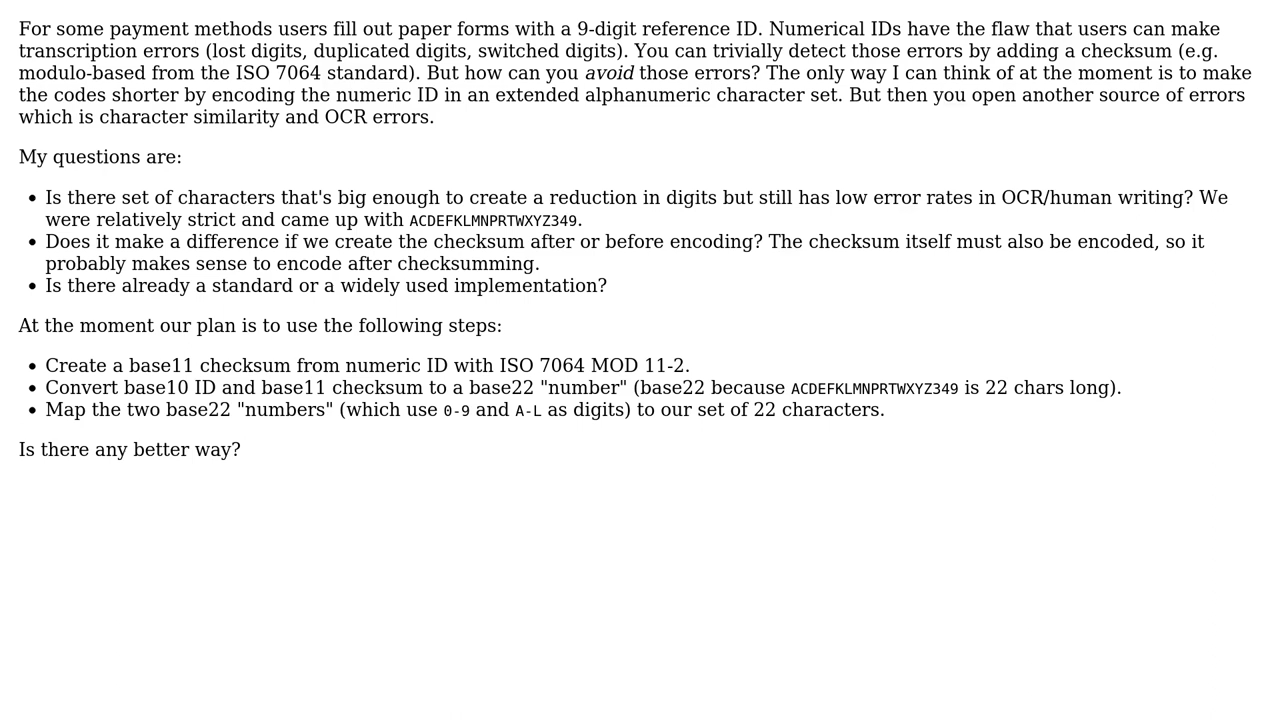 For some payment methods users fill out paper forms with a 9-digit reference ID. Numerical IDs have the flaw that users can make
transcription errors (lost digits, duplicated digits, switched digits). You can trivially detect those errors by adding a checksum (e.g.
modulo-based from the ISO 7064 standard). But how can you avoid those errors? The only way I can think of at the moment is to make
the codes shorter by encoding the numeric ID in an extended alphanumeric character set. But then you open another source of errors
which is character similarity and OCR errors.
My questions are:
• Is there set of characters that's big enough to create a reduction in digits but still has low error rates in OCR/human writing? We
were relatively strict and came up with ACDEFKLMNPRTWXYZ349.
• Does it make a difference if we create the checksum after or before encoding? The checksum itself must also be encoded, so it
probably makes sense to encode after checksumming.
• Is there already a standard or a widely used implementation?
At the moment our plan is to use the following steps:
• Create a base11 checksum from numeric ID with ISO 7064 MOD 11-2.
• Convert base10 ID and base11 checksum to a base22 "number" (base22 because ACDEFKLMNPRTWXYZ349 is 22 chars long).
• Map the two base22 "numbers" (which use 0-9 and A-L as digits) to our set of 22 characters.
Is there any better way?